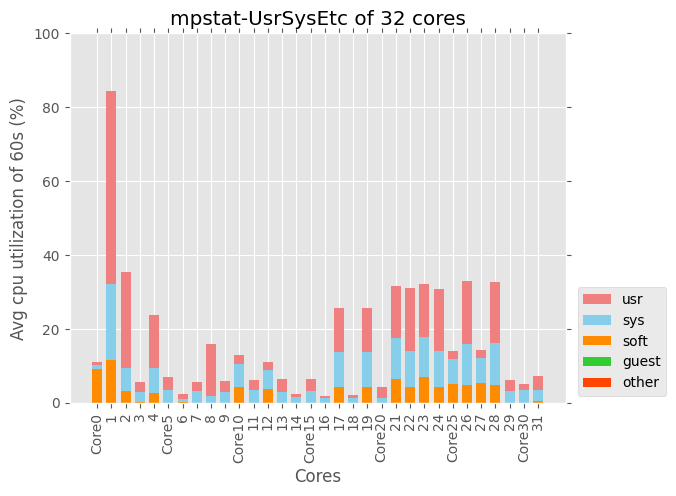 mpstat-UsrSysEtc of 32 cores
Avg cpu utilization of 60s (%)
100
80
60
40
20
0
Core0
1
2
3
4
Core5
6
7
8
9
Core10
11
12
13
14
Core15
16
17
18
19
Core20
21
22
23
24
Core25
26
27
28
29
Core30
31
Cores
usr
sys
soft
guest
other